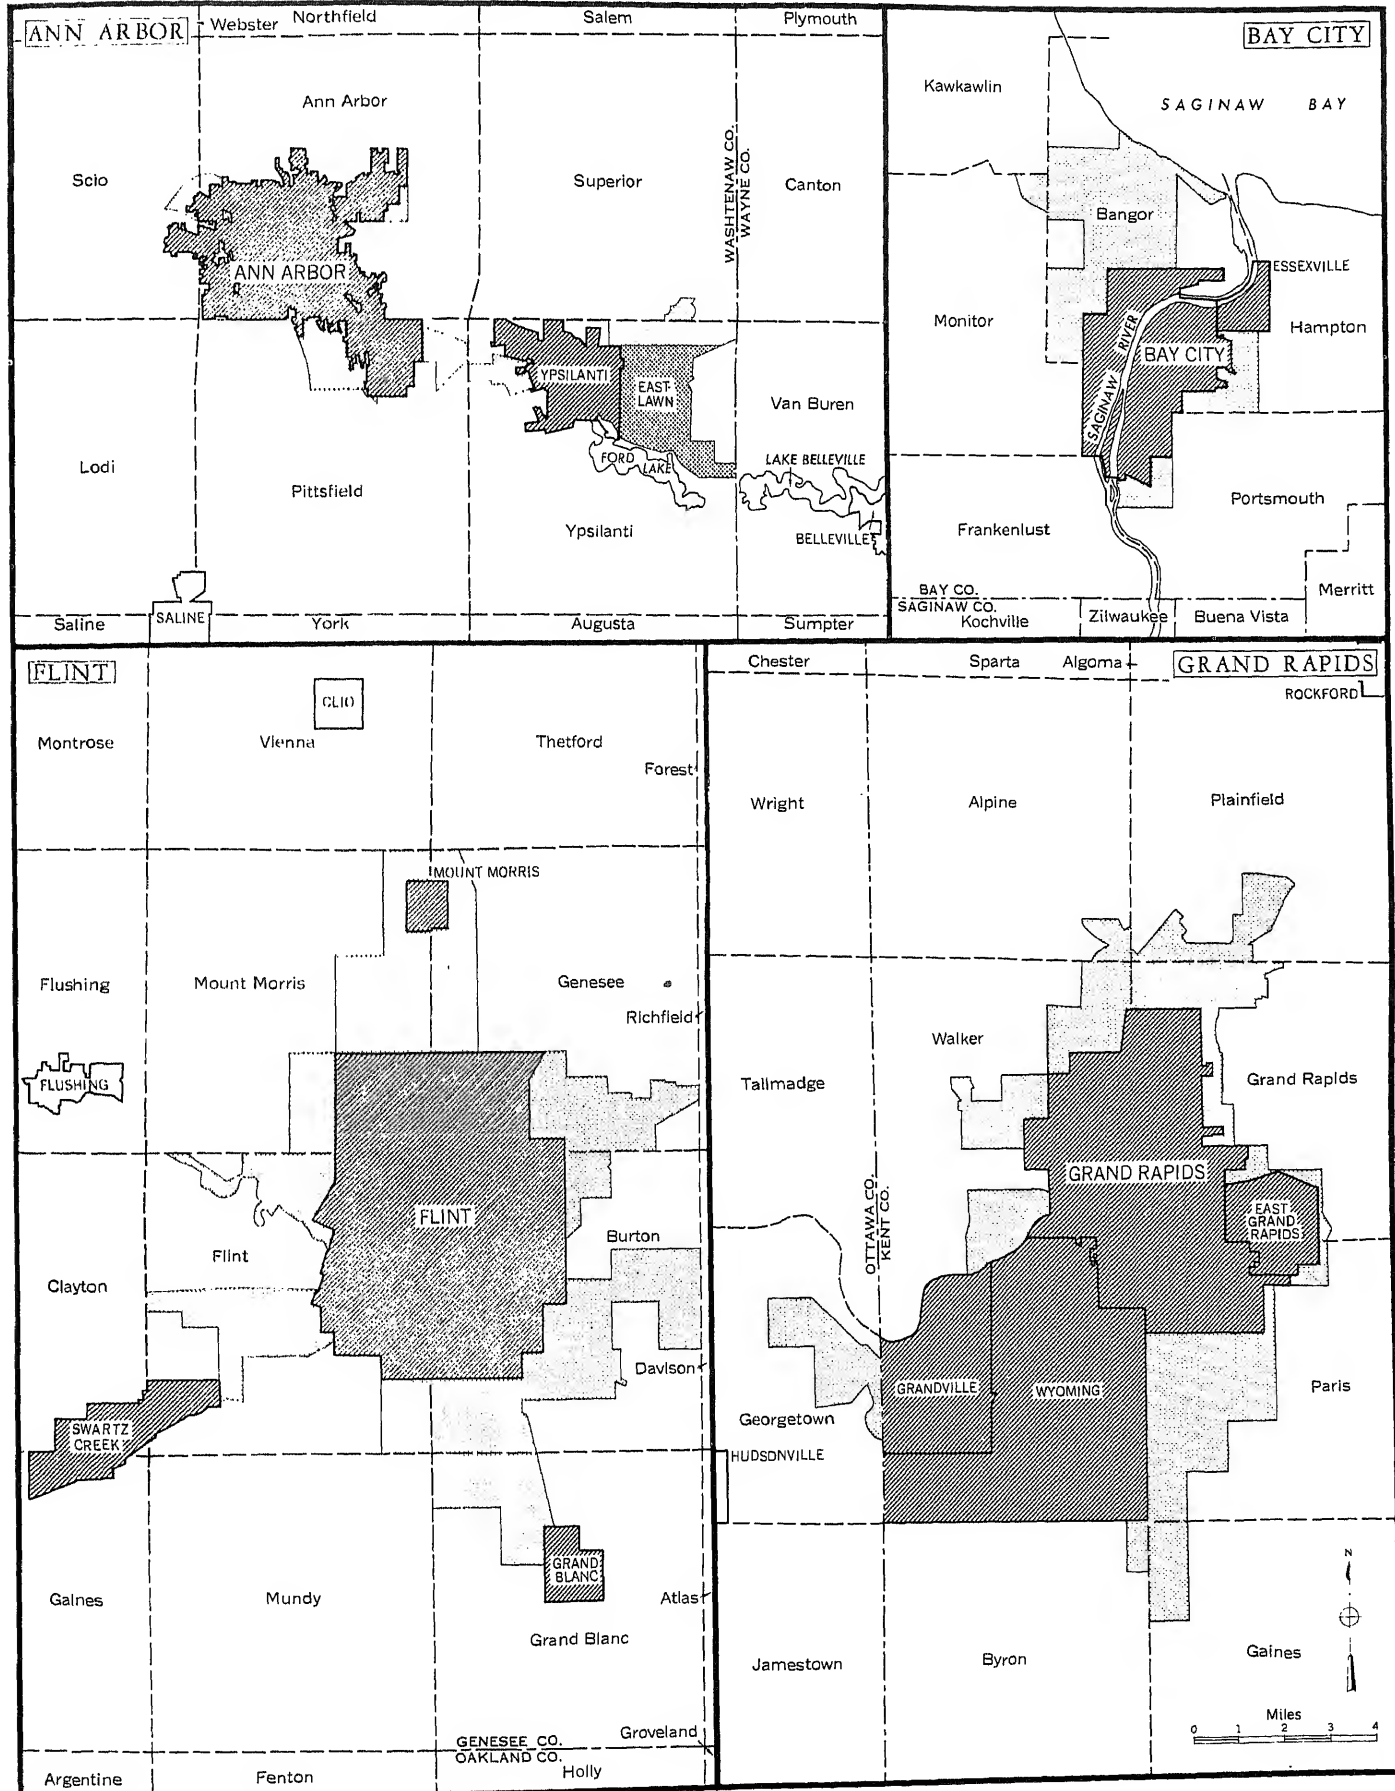 ANN ARBOR
Webster
Northfield
Salem
Plymouth
Ann Arbor
Scio
Superior
Canton
WASHTENAW CO.
WAYNE CO.
ANN ARBOR
YPSILANTI
EAST-
LAWN
Van Buren
Lodi
Pittsfield
FORD LAKE
LAKE BELLEVILLE
Ypsilanti
BELLEVILLE
SALINE
Saline
York
Augusta
Sumpter
BAY CITY
Kawkawlin
SAGINAW BAY
Bangor
ESSEXVILLE
Monitor
Hampton
SAGINAW RIVER
BAY CITY
Portsmouth
Frankenlust
Merritt
BAY CO.
SAGINAW CO.
Kochville
Zilwaukee
Buena Vista
FLINT
CLIO
Montrose
Vienna
Thetford
Forest
MOUNT MORRIS
Flushing
Mount Morris
Genesee
Richfield
FLUSHING
FLINT
Burton
Flint
Clayton
Davison
SWARTZ
CREEK
GRAND
BLANC
Gaines
Mundy
Atlas
Grand Blanc
Groveland
GENESEE CO.
OAKLAND CO.
Argentine
Fenton
Holly
Chester
Sparta
Algoma
GRAND RAPIDS
ROCKFORD
Wright
Alpine
Plainfield
Walker
Tallmadge
Grand Rapids
GRAND RAPIDS
OTTAWA CO.
KENT CO.
EAST
GRAND
RAPIDS
GRANDVILLE
WYOMING
Paris
Georgetown
HUDSONVILLE
N
Jamestown
Byron
Gaines
Miles
0 1 2 3 4